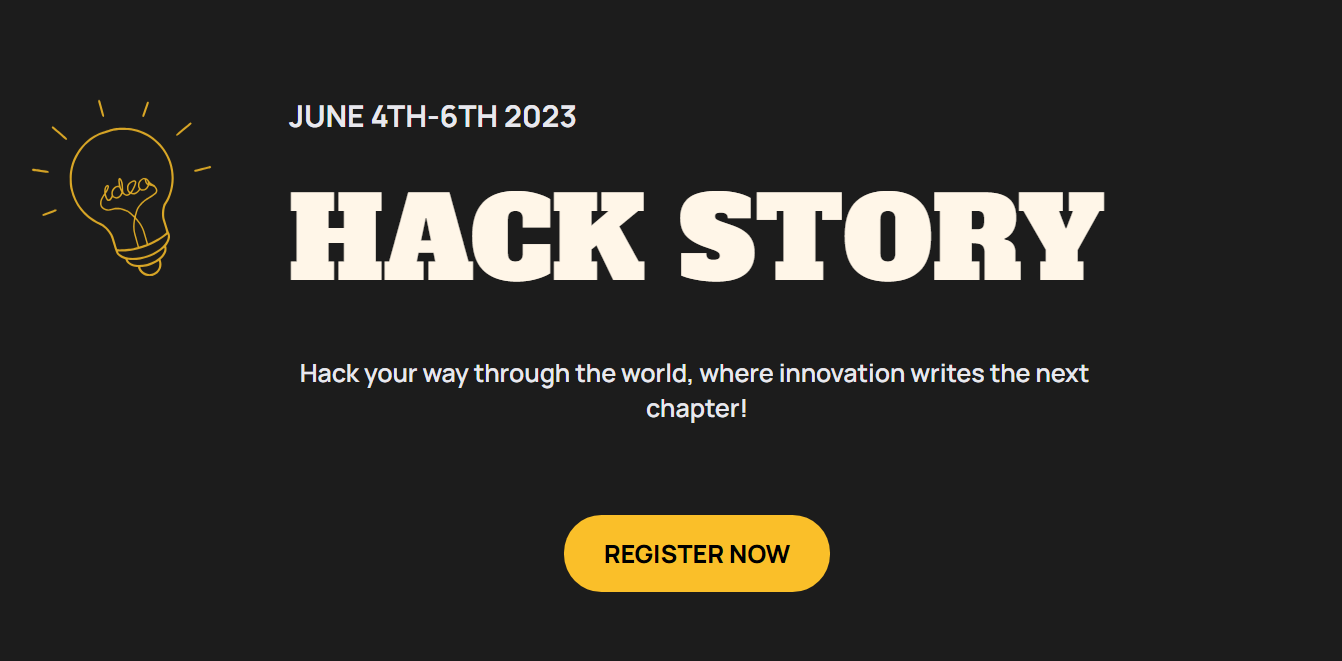 JUNE 4TH-6TH 2023
idea
HACK STORY
Hack your way through the world, where innovation writes the next
chapter!
REGISTER NOW